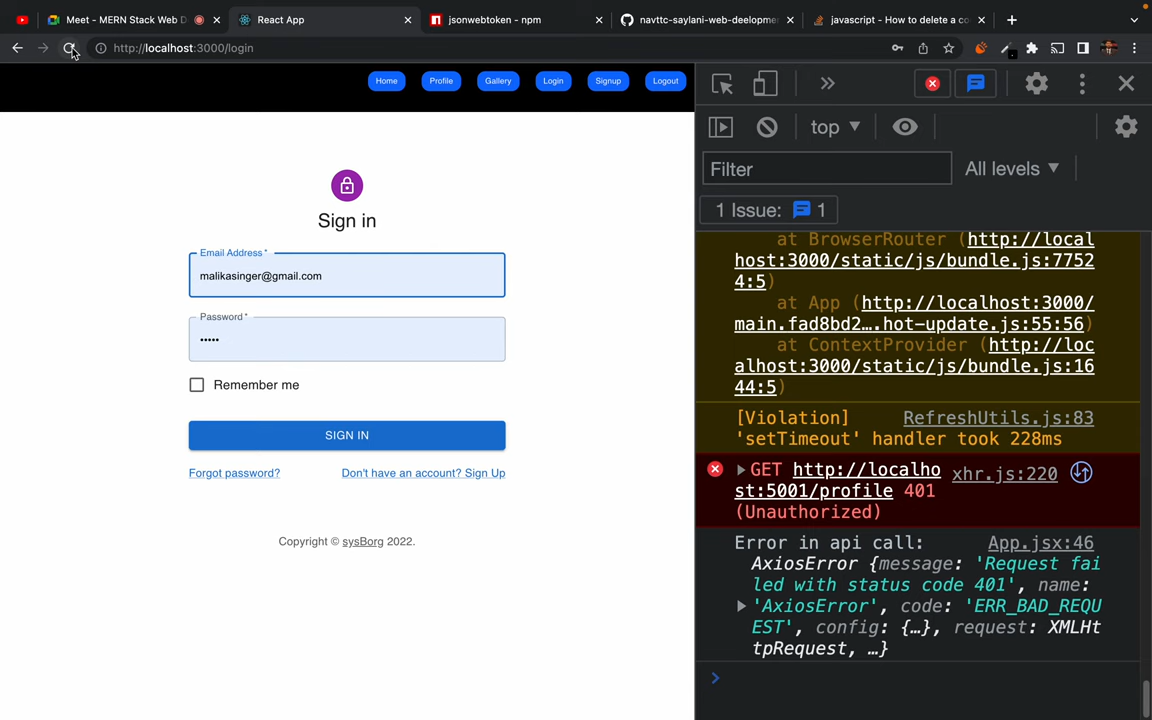 Meet - MERN Stack Web D
React App
jsonwebtoken - npm
navttc-saylani-web-deelopmen
javascript - How to delete a co
http://localhost:3000/login
Home
Profile
Gallery
Login
Signup
Logout
Sign in
Email Address *
malikasinger@gmail.com
Password *
•••••
Remember me
SIGN IN
Forgot password?
Don't have an account? Sign Up
Copyright © sysBorg 2022.
top
Filter
All levels
1 Issue: 1
at BrowserRouter (http://local
host:3000/static/js/bundle.js:7752
4:5)
at App (http://localhost:3000/
main.fad8bd2….hot-update.js:55:56)
at ContextProvider (http://loc
alhost:3000/static/js/bundle.js:16
44:5)
[Violation] RefreshUtils.js:83
'setTimeout' handler took 228ms
GET http://localho xhr.js:220
st:5001/profile 401
(Unauthorized)
Error in api call: App.jsx:46
AxiosError {message: 'Request fai
led with status code 401', name:
'AxiosError', code: 'ERR_BAD_REQU
EST', config: {…}, request: XMLHt
tpRequest, …}